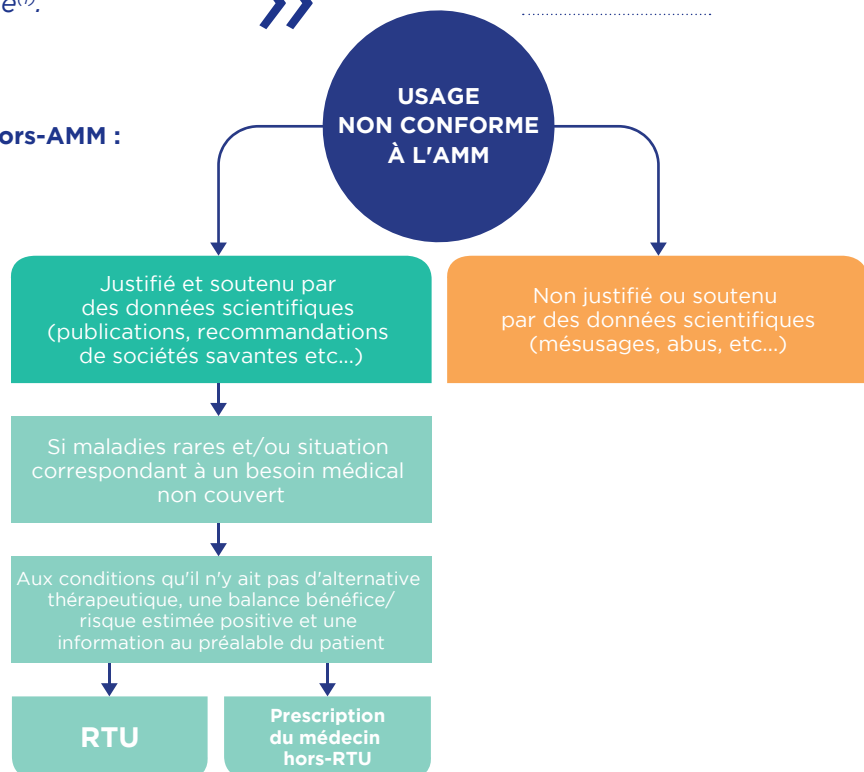 e⁽¹⁾.
»
ors-AMM :
USAGE
NON CONFORME
À L'AMM
Justifié et soutenu par
des données scientifiques
(publications, recommandations
de sociétés savantes etc...)
Non justifié ou soutenu
par des données scientifiques
(mésusages, abus, etc...)
Si maladies rares et/ou situation
correspondant à un besoin médical
non couvert
Aux conditions qu'il n'y ait pas d'alternative
thérapeutique, une balance bénéfice/
risque estimée positive et une
information au préalable du patient
RTU
Prescription
du médecin
hors-RTU